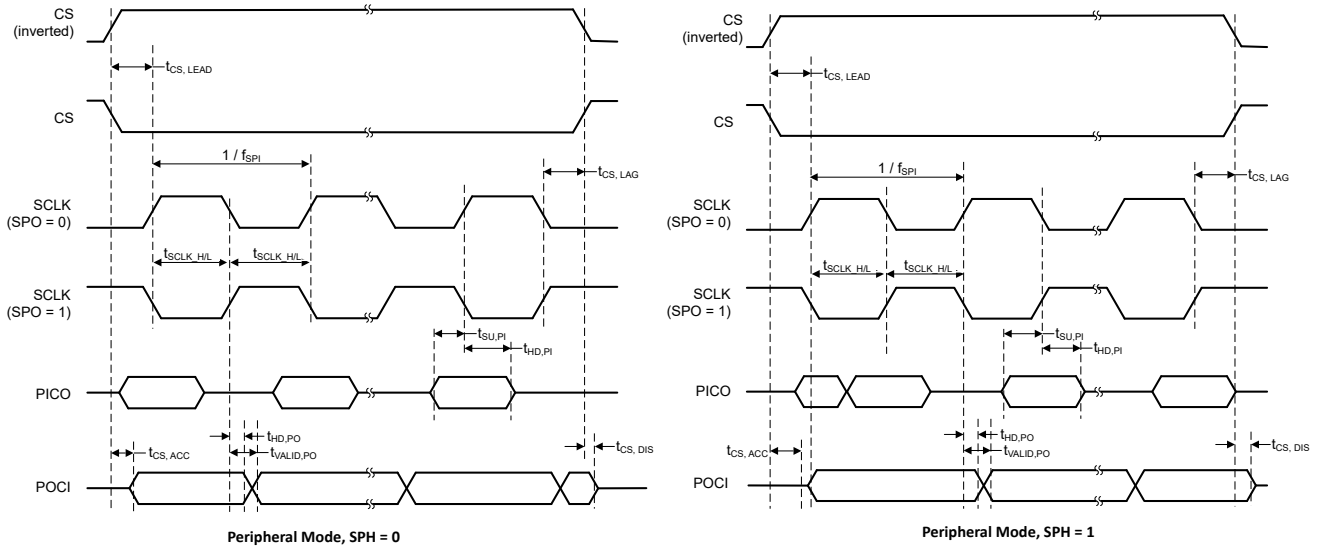 CS
(inverted)
tCS, LEAD
CS
1 / fSPI
tCS, LAG
SCLK
(SPO = 0)
tSCLK_H/L
tSCLK_H/L
SCLK
(SPO = 1)
tSU,PI
tHD,PI
PICO
tHD,PO
tCS, ACC
tVALID,PO
tCS, DIS
POCI
Peripheral Mode, SPH = 0
CS
(inverted)
tCS, LEAD
CS
1 / fSPI
tCS, LAG
SCLK
(SPO = 0)
tSCLK_H/L
tSCLK_H/L
SCLK
(SPO = 1)
tSU,PI
tHD,PI
PICO
tHD,PO
tCS, ACC
tVALID,PO
tCS, DIS
POCI
Peripheral Mode, SPH = 1